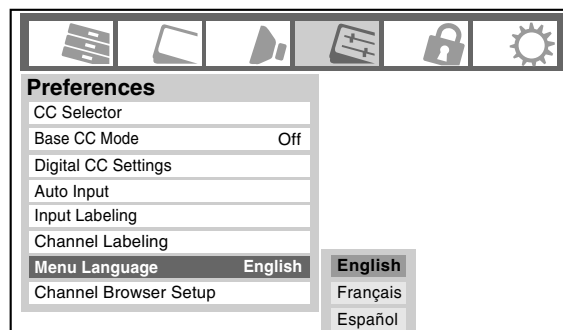 Preferences
CC Selector
Base CC Mode Off
Digital CC Settings
Auto Input
Input Labeling
Channel Labeling
Menu Language English English
Channel Browser Setup Français
Español